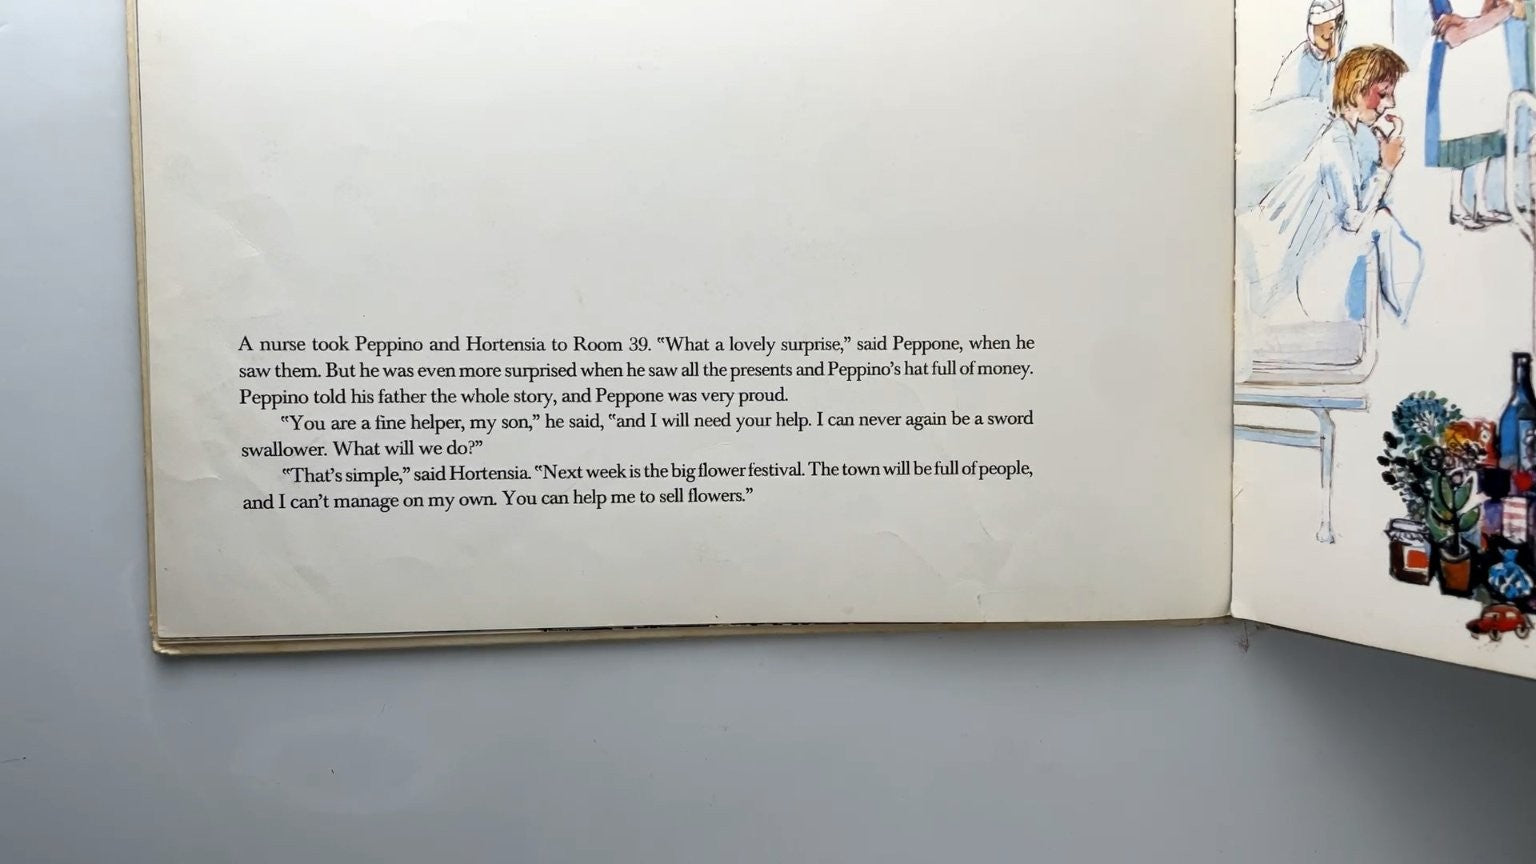 A nurse took Peppino and Hortensia to Room 39. “What a lovely surprise,” said Peppone, when he
saw them. But he was even more surprised when he saw all the presents and Peppino’s hat full of money.
Peppino told his father the whole story, and Peppone was very proud.
“You are a fine helper, my son,” he said, “and I will need your help. I can never again be a sword
swallower. What will we do?”
“That’s simple,” said Hortensia. “Next week is the big flower festival. The town will be full of people,
and I can’t manage on my own. You can help me to sell flowers.”